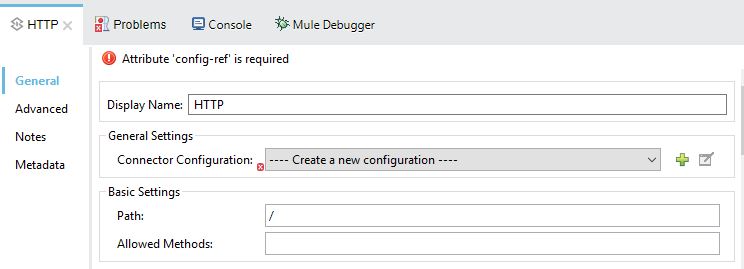 HTTP Problems Console Mule Debugger
Attribute 'config-ref' is required
General
Advanced
Notes
Metadata
Display Name: HTTP
General Settings
Connector Configuration: ---- Create a new configuration ----
Basic Settings
Path: /
Allowed Methods: